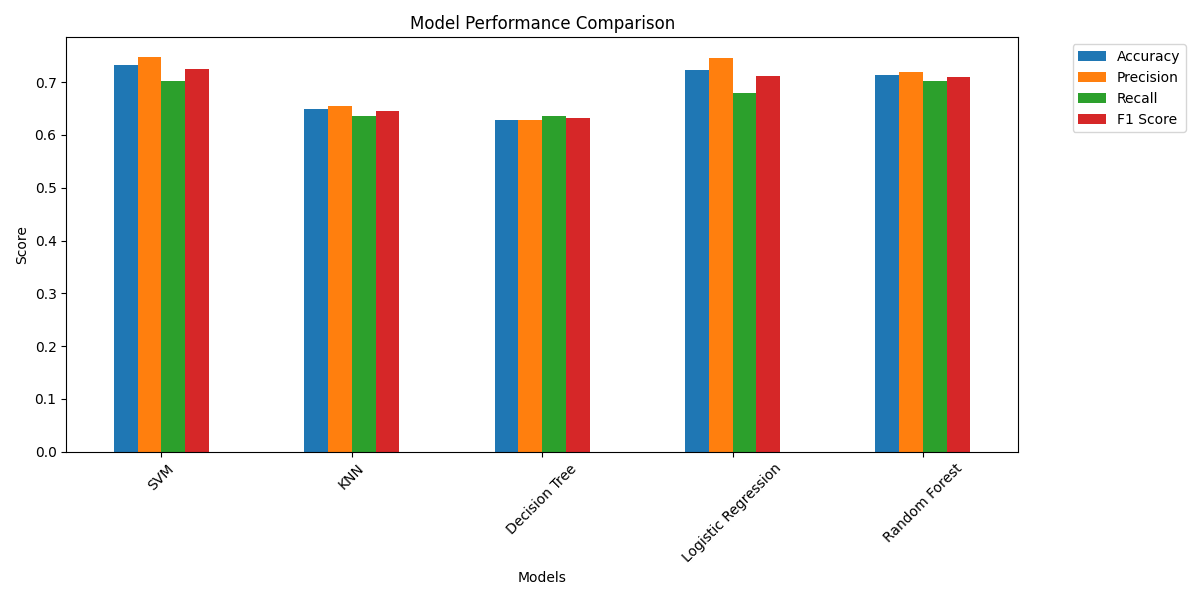 Model Performance Comparison
Accuracy
Precision
Recall
F1 Score
Score
0.7
0.6
0.5
0.4
0.3
0.2
0.1
0.0
SVM
KNN
Decision Tree
Logistic Regression
Random Forest
Models